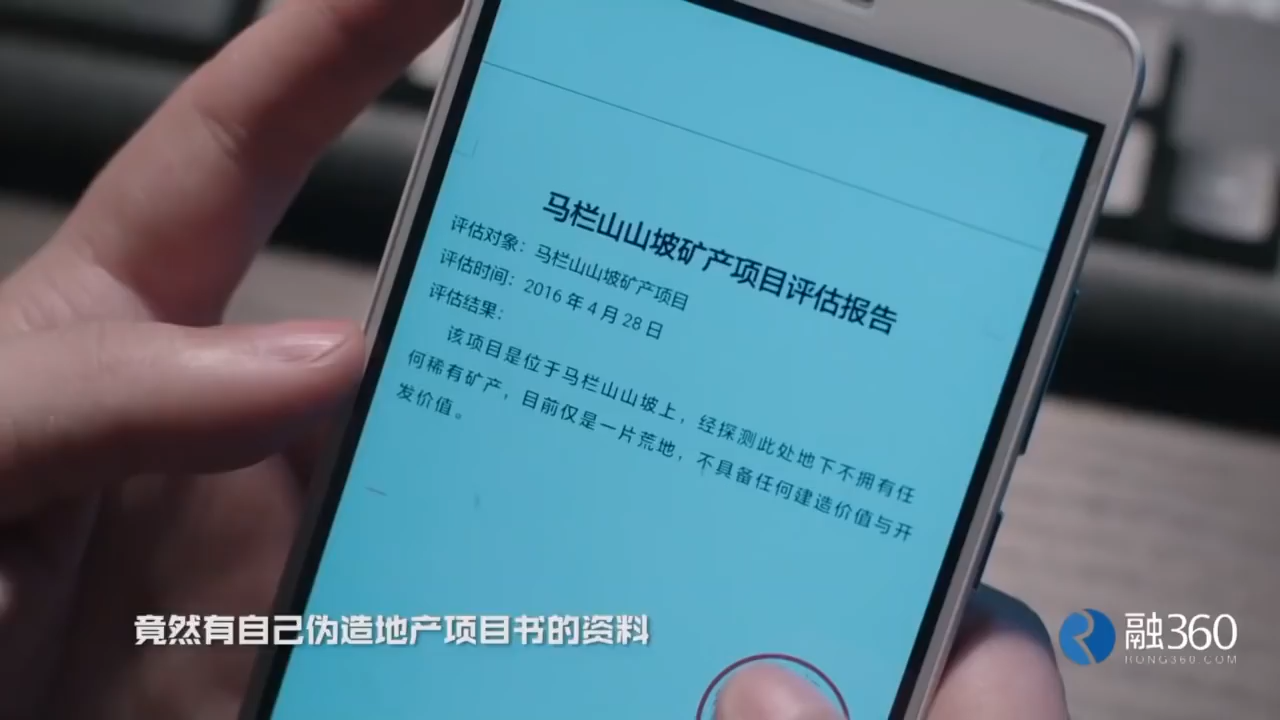 马栏山山坡矿产项目评估报告
评估对象：马栏山山坡矿产项目
评估时间：2016 年 4 月 28 日
评估结果：
该项目是位于马栏山山坡上，经探测此处地下不拥有任
何稀有矿产，目前仅是一片荒地，不具备任何建造价值与开
发价值。
竟然有自己伪造地产项目书的资料
融360
RONG360.COM